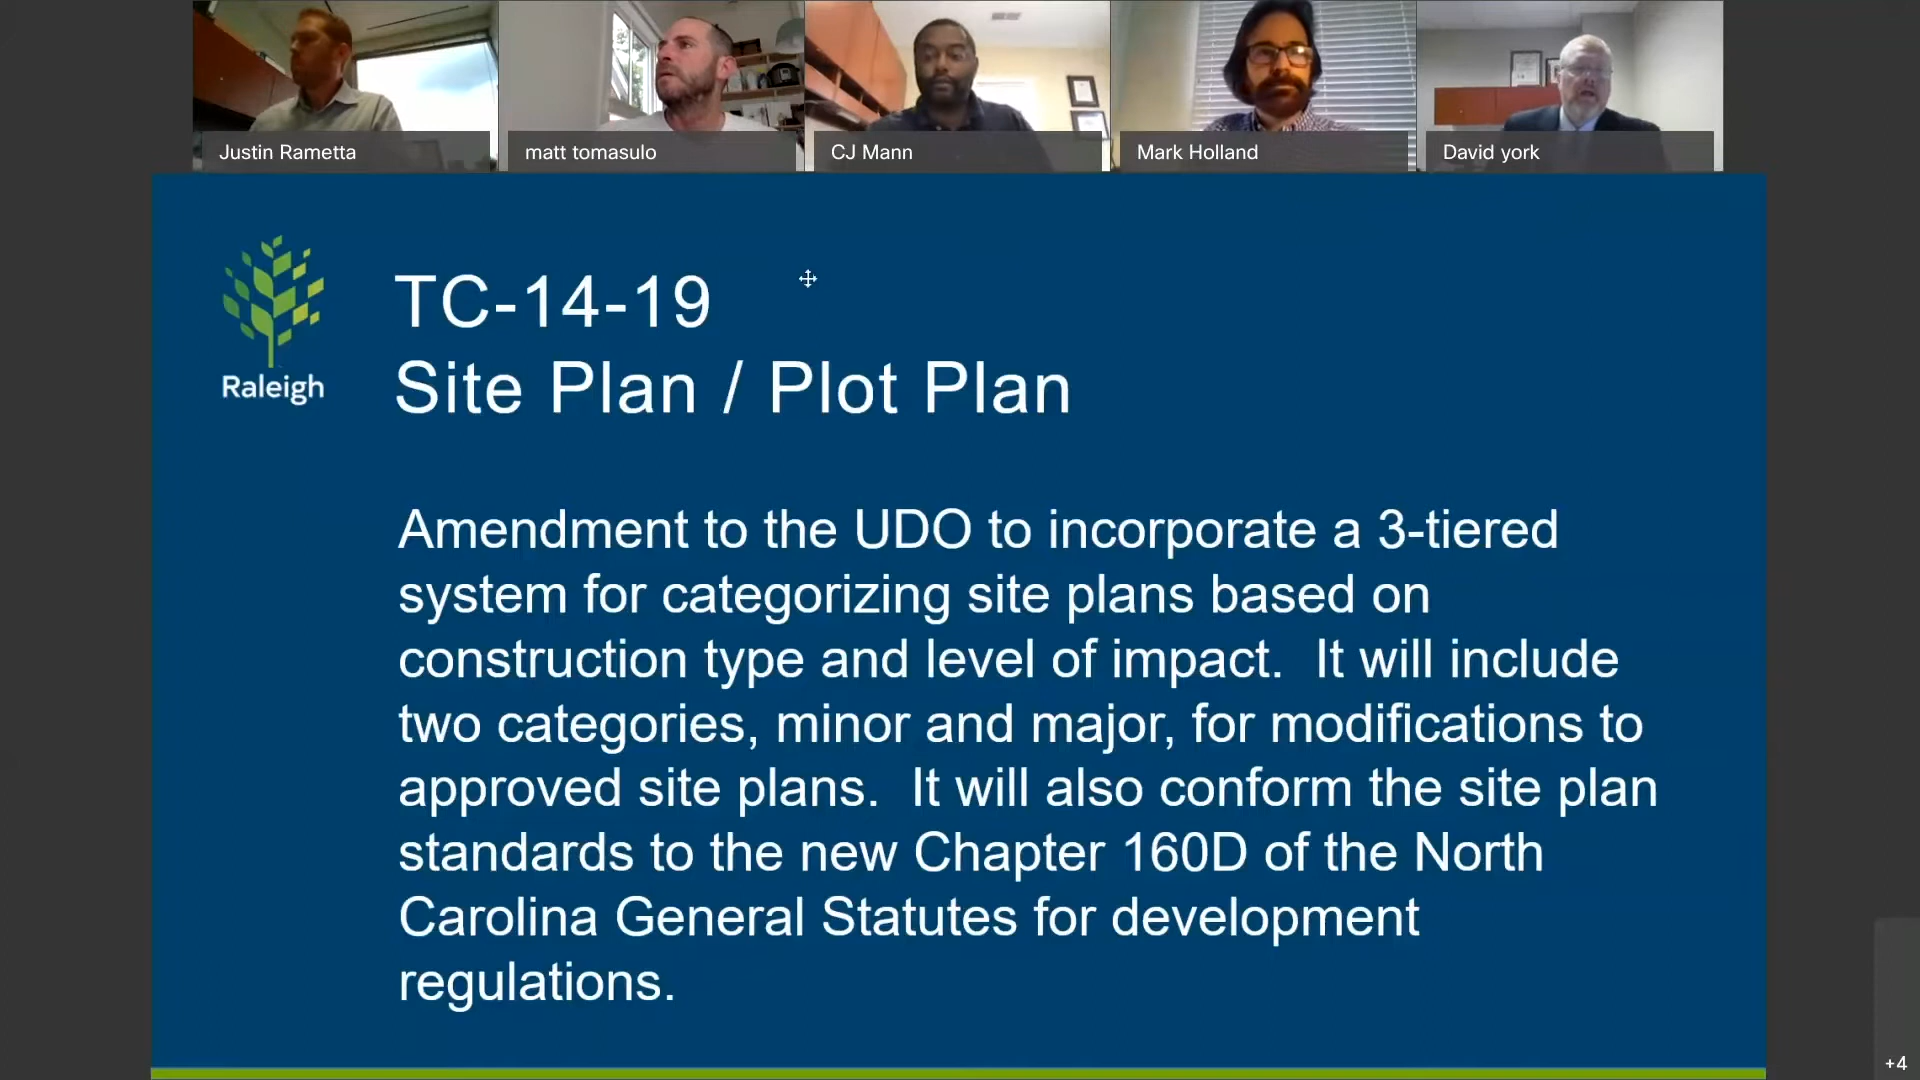 Justin Rametta
matt tomasulo
CJ Mann
Mark Holland
David york
Raleigh
TC-14-19
Site Plan / Plot Plan
Amendment to the UDO to incorporate a 3-tiered
system for categorizing site plans based on
construction type and level of impact.  It will include
two categories, minor and major, for modifications to
approved site plans.  It will also conform the site plan
standards to the new Chapter 160D of the North
Carolina General Statutes for development
regulations.
+4